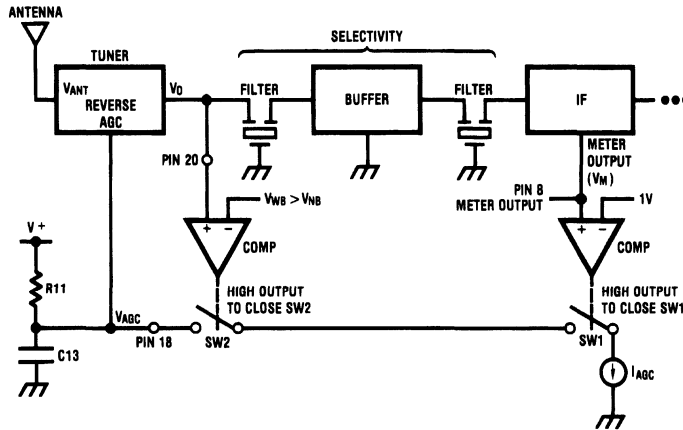 ANTENNA
SELECTIVITY
TUNER
VANT
REVERSE
AGC
VO
FILTER
BUFFER
FILTER
IF
PIN 20
METER
OUTPUT
(VM)
VWB > VNB
PIN 8
METER OUTPUT
1V
+ −
COMP
+ −
COMP
V+
R11
HIGH OUTPUT
TO CLOSE SW2
HIGH OUTPUT
TO CLOSE SW1
VAGC
PIN 18
SW2
SW1
C13
IAGC